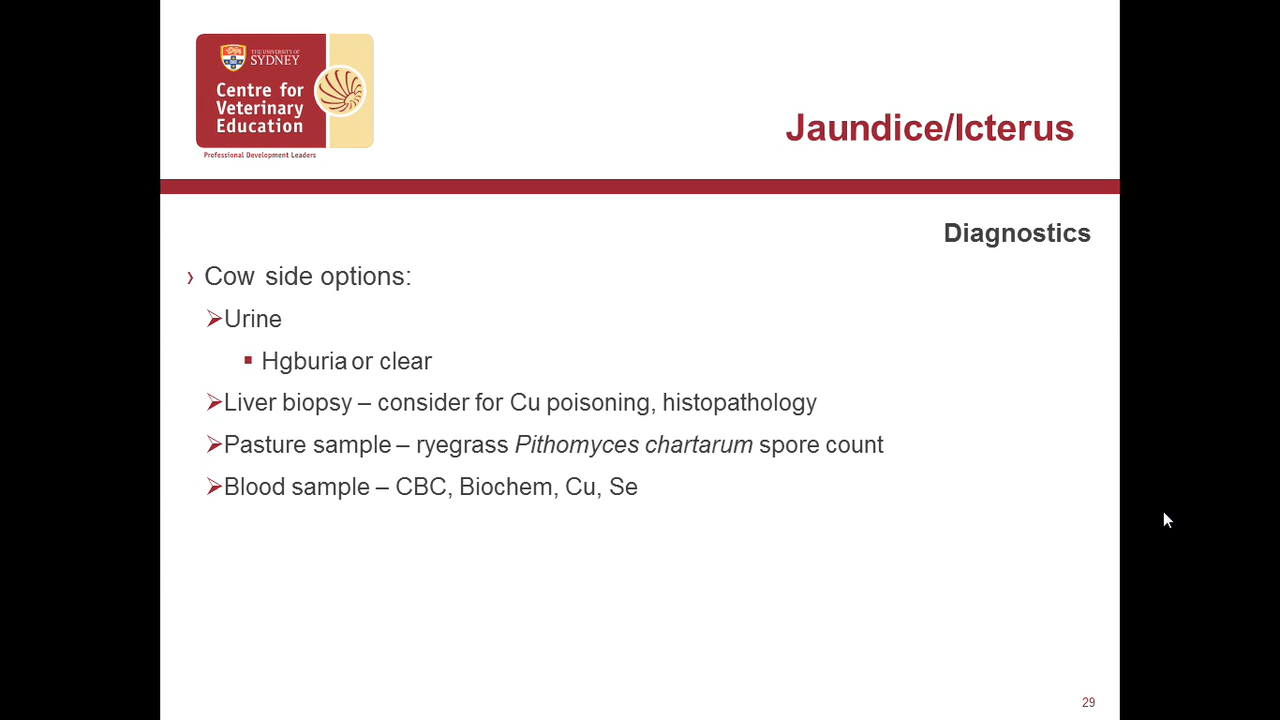 THE UNIVERSITY OF
SYDNEY
Centre for
Veterinary
Education
Professional Development Leaders
Jaundice/Icterus
Diagnostics
› Cow side options:
➢Urine
▪ Hgburia or clear
➢Liver biopsy – consider for Cu poisoning, histopathology
➢Pasture sample – ryegrass Pithomyces chartarum spore count
➢Blood sample – CBC, Biochem, Cu, Se
29